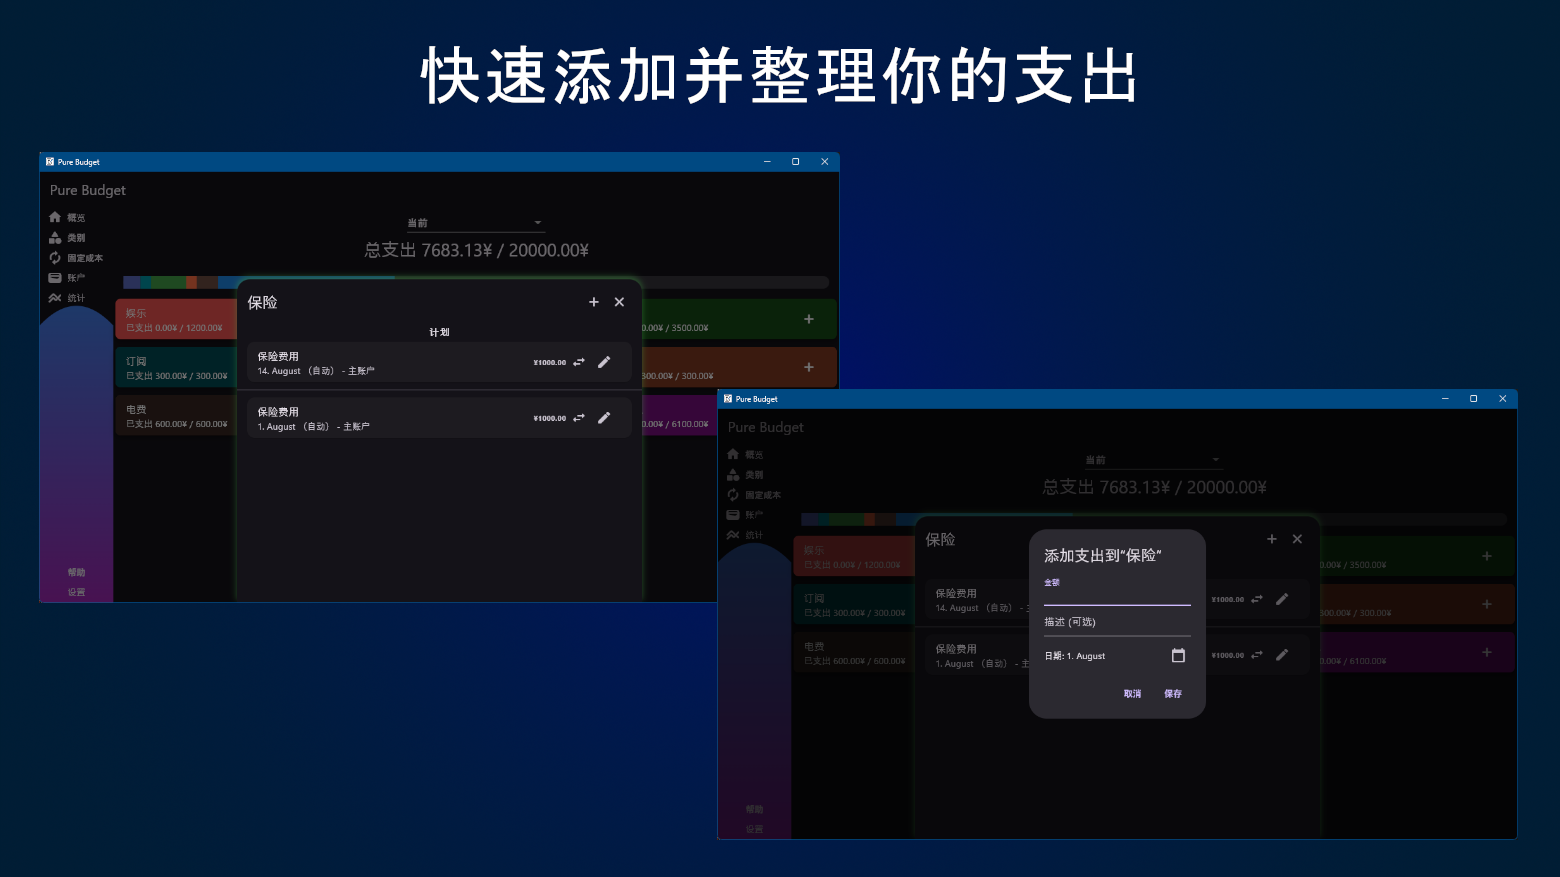 快速添加并整理你的支出
Pure Budget
Pure Budget
概览
类别
固定成本
账户
统计
当前
总支出 7683.13¥ / 20000.00¥
娱乐
已支出 0.00¥ / 1200.00¥
订阅
已支出 300.00¥ / 300.00¥
电费
已支出 600.00¥ / 600.00¥
帮助
设置
保险
计划
保险费用
14. August （自动） - 主账户
¥1000.00
保险费用
1. August （自动） - 主账户
¥1000.00
0.00¥ / 3500.00¥
00.00¥ / 300.00¥
0.00¥ / 6100.00¥
Pure Budget
Pure Budget
概览
类别
固定成本
账户
统计
当前
总支出 7683.13¥ / 20000.00¥
娱乐
已支出 0.00¥ / 1200.00¥
订阅
已支出 300.00¥ / 300.00¥
电费
已支出 600.00¥ / 600.00¥
帮助
设置
保险
保险费用
14. August （自动） - 主
¥1000.00
保险费用
1. August （自动） - 主
¥1000.00
0.00¥ / 3500.00¥
00.00¥ / 300.00¥
0.00¥ / 6100.00¥
添加支出到“保险”
金额
描述 (可选)
日期: 1. August
取消
保存